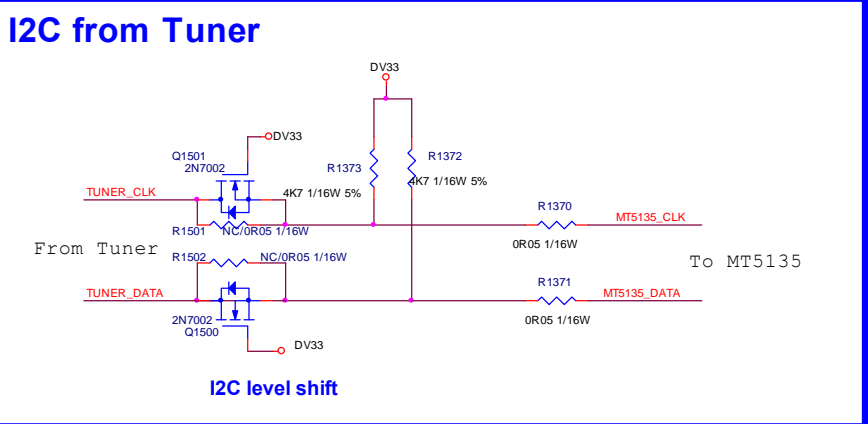 I2C from Tuner
DV33
DV33
Q1501
2N7002
R1373
R1372
4K7 1/16W 5%
4K7 1/16W 5%
TUNER_CLK
R1370
MT5135_CLK
R1501 NC/0R05 1/16W
0R05 1/16W
From Tuner
R1502 NC/0R05 1/16W
To MT5135
R1371
TUNER_DATA
MT5135_DATA
2N7002
Q1500
0R05 1/16W
DV33
I2C level shift